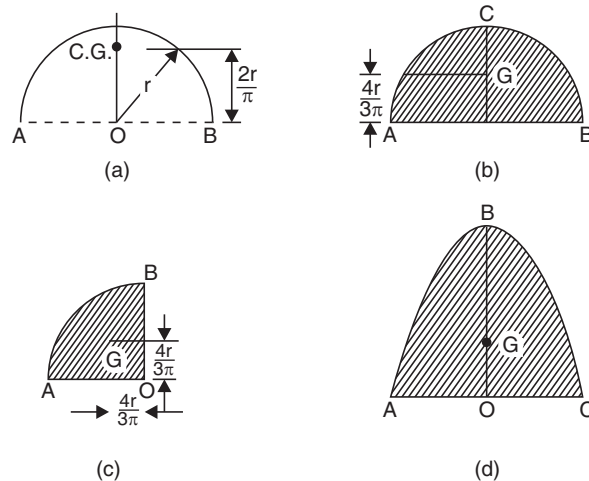 C.G.
r
2r/π
A O B
(a)
C
4r/3π
G
A B
(b)
B
G
4r/3π
A O
4r/3π
(c)
B
G
A O C
(d)